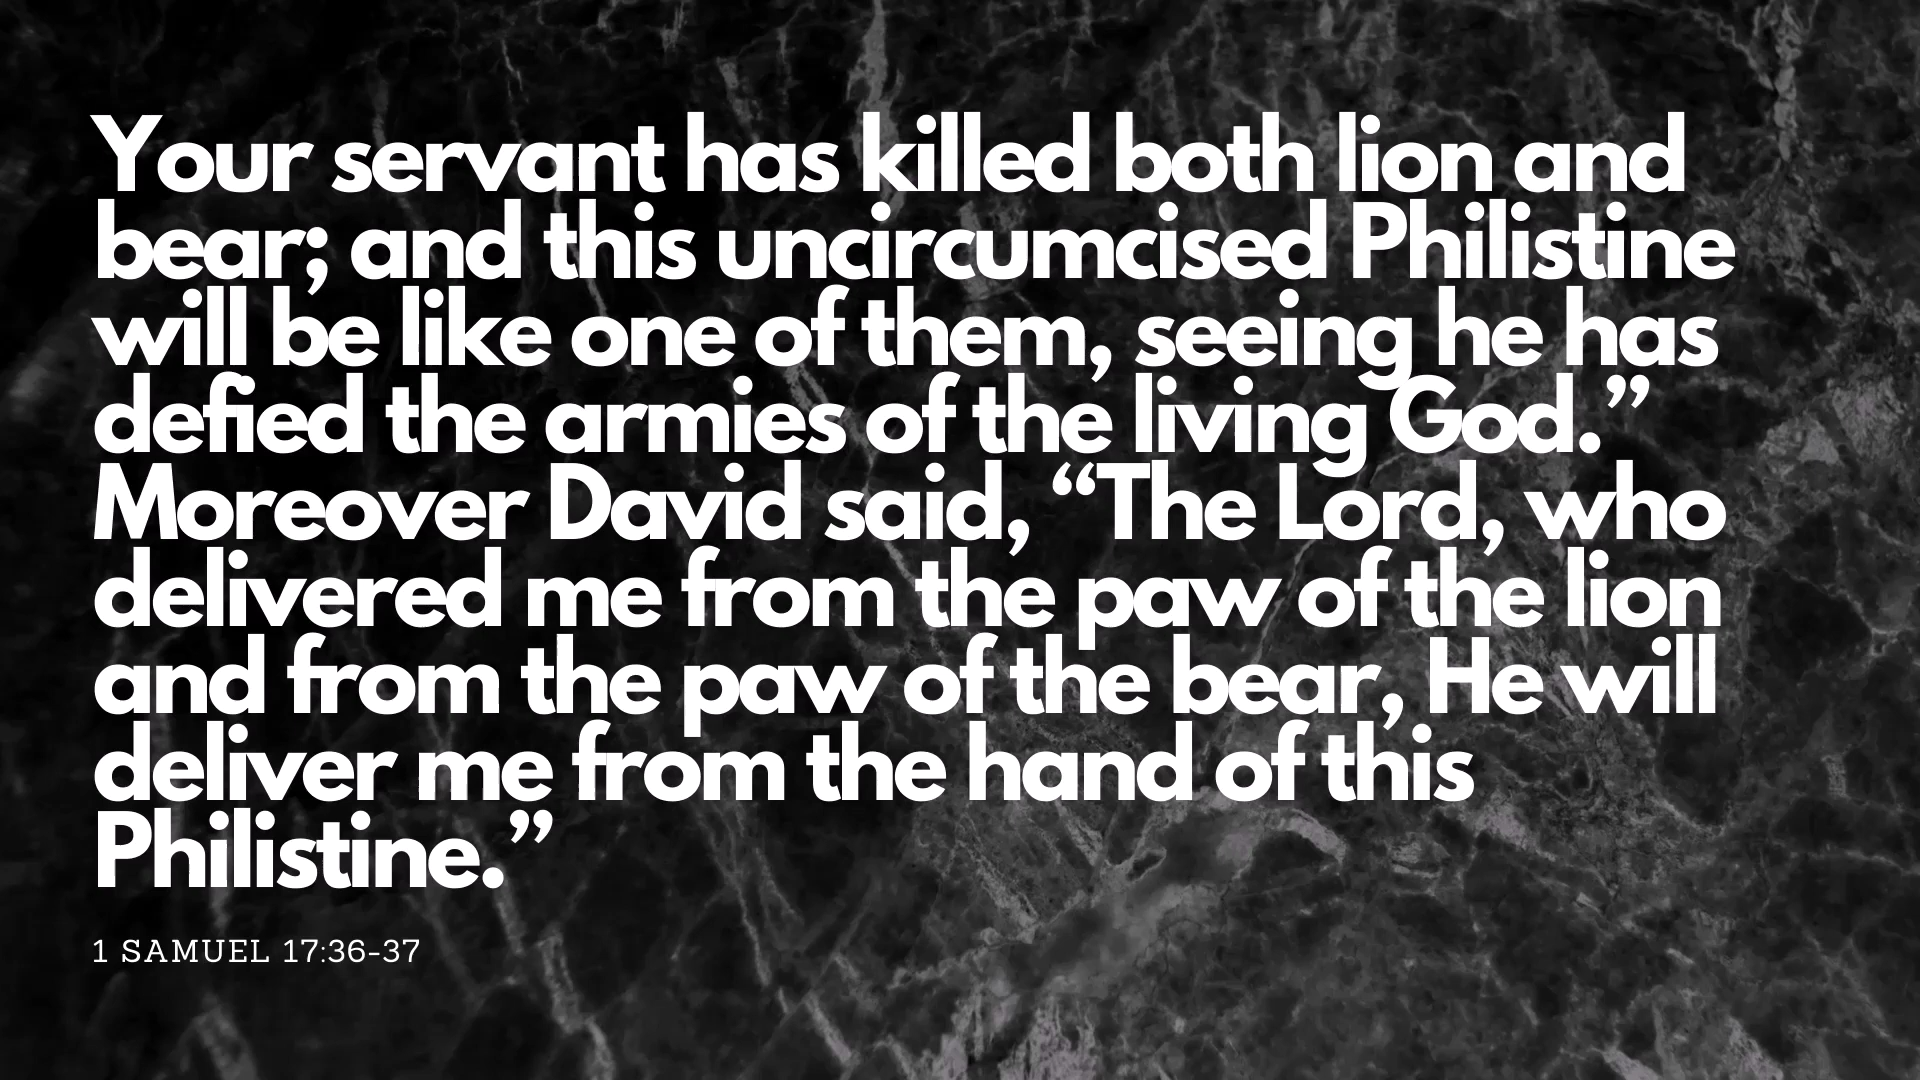 Your servant has killed both lion and
bear; and this uncircumcised Philistine
will be like one of them, seeing he has
defied the armies of the living God.”
Moreover David said, “The Lord, who
delivered me from the paw of the lion
and from the paw of the bear, He will
deliver me from the hand of this
Philistine.”
1 SAMUEL 17:36-37